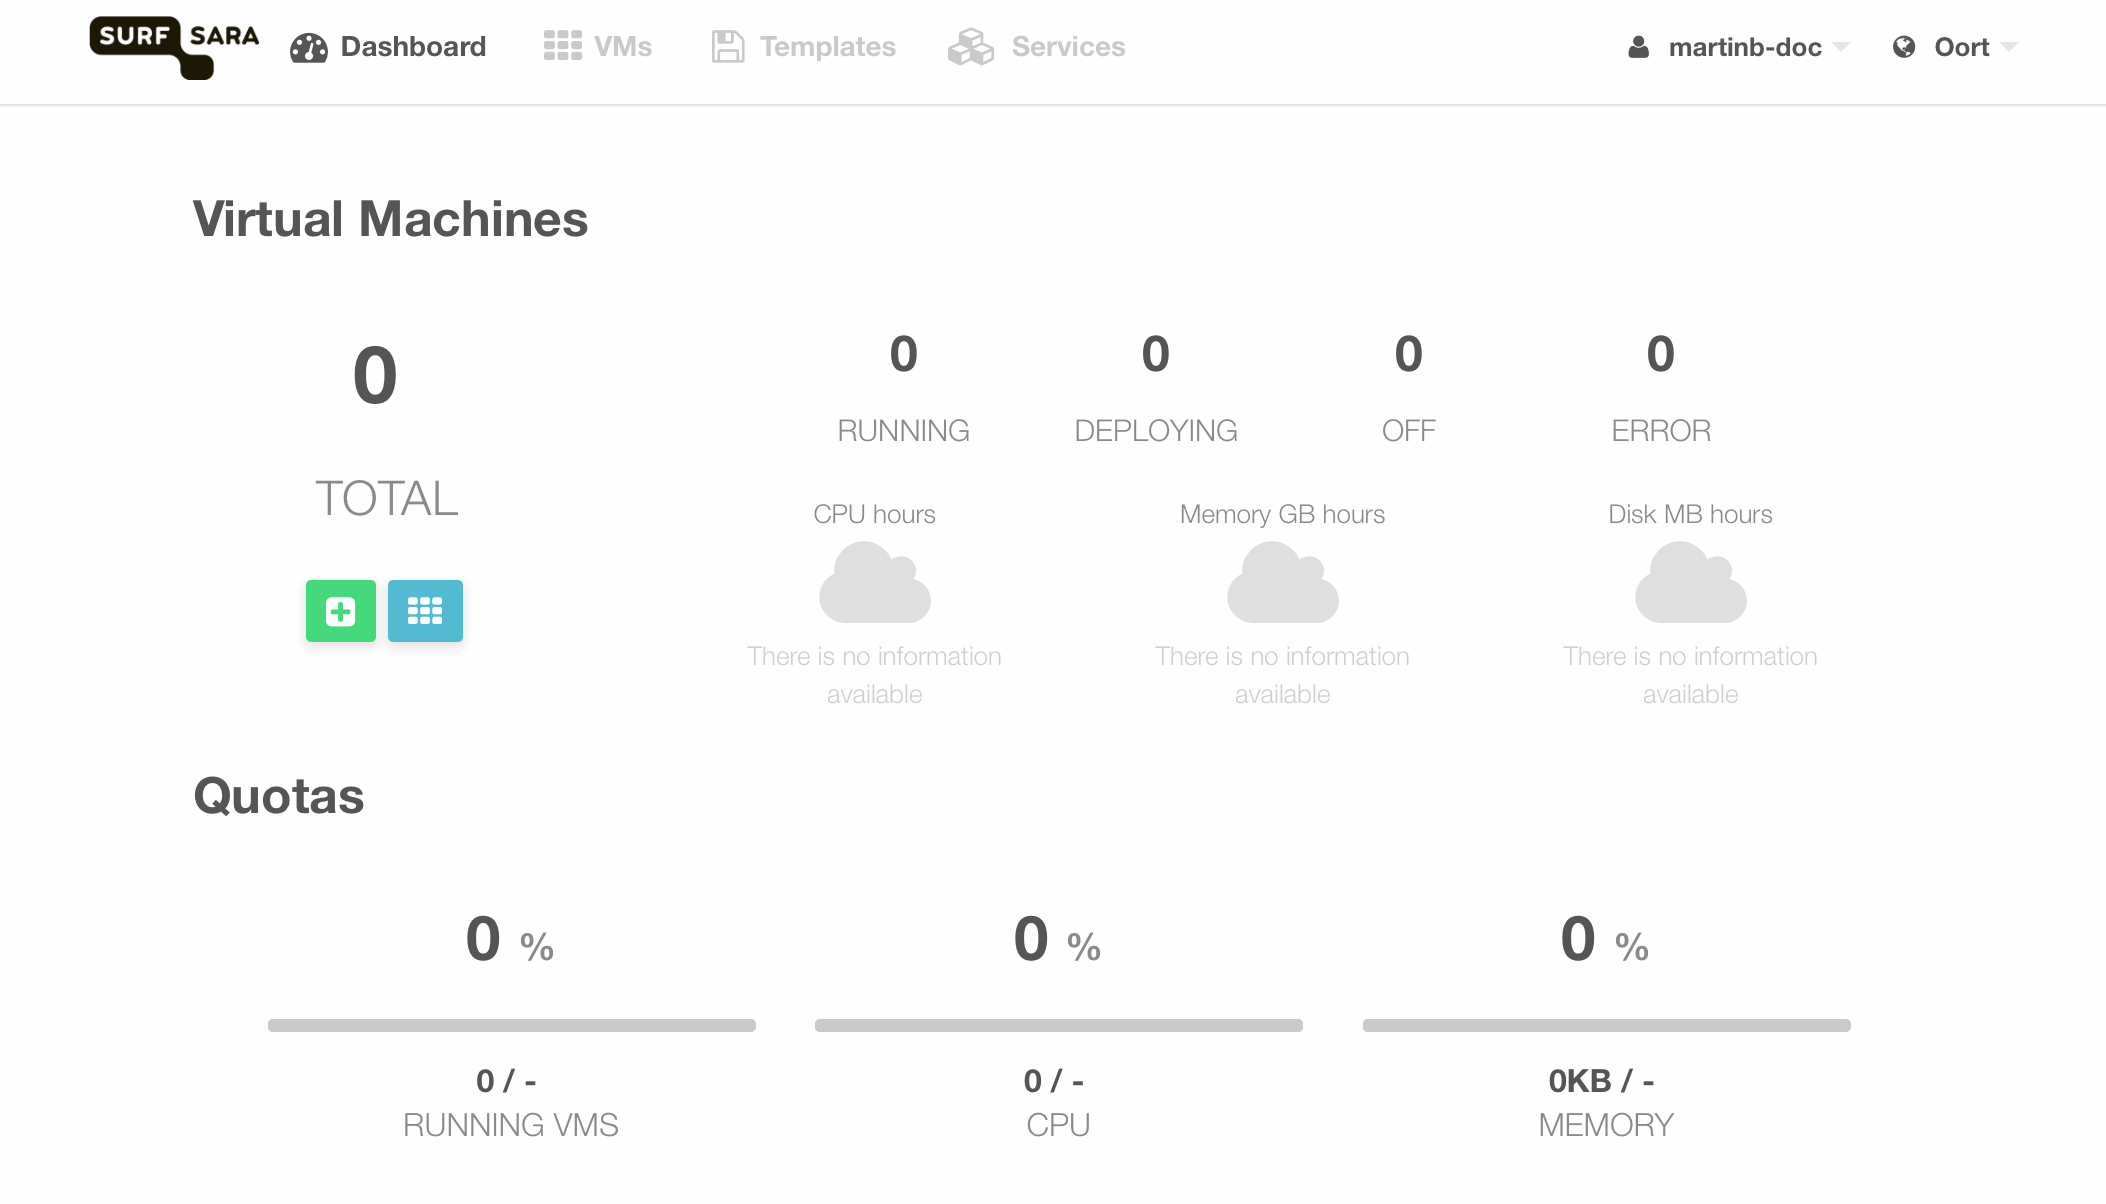 SURF SARA Dashboard VMs Templates Services martinb-doc Oort
Virtual Machines
0
TOTAL
0 0 0 0
RUNNING DEPLOYING OFF ERROR
CPU hours Memory GB hours Disk MB hours
There is no information There is no information There is no information
available available available
Quotas
0 % 0 % 0 %
0 / - 0 / - 0KB / -
RUNNING VMS CPU MEMORY